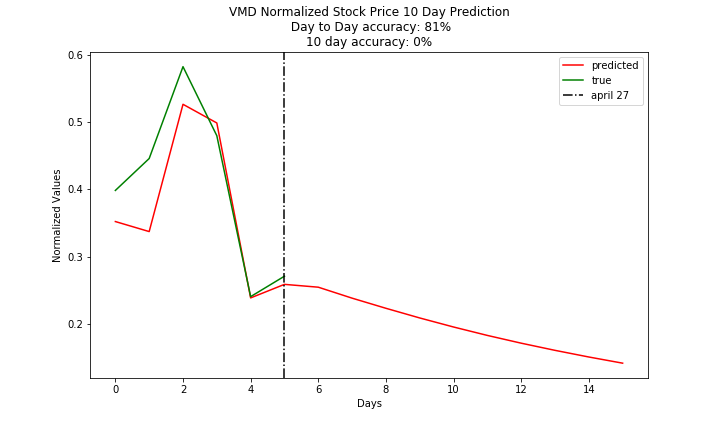 VMD Normalized Stock Price 10 Day Prediction
Day to Day accuracy: 81%
10 day accuracy: 0%
predicted
true
april 27
Normalized Values
0.6
0.5
0.4
0.3
0.2
0 2 4 6 8 10 12 14
Days